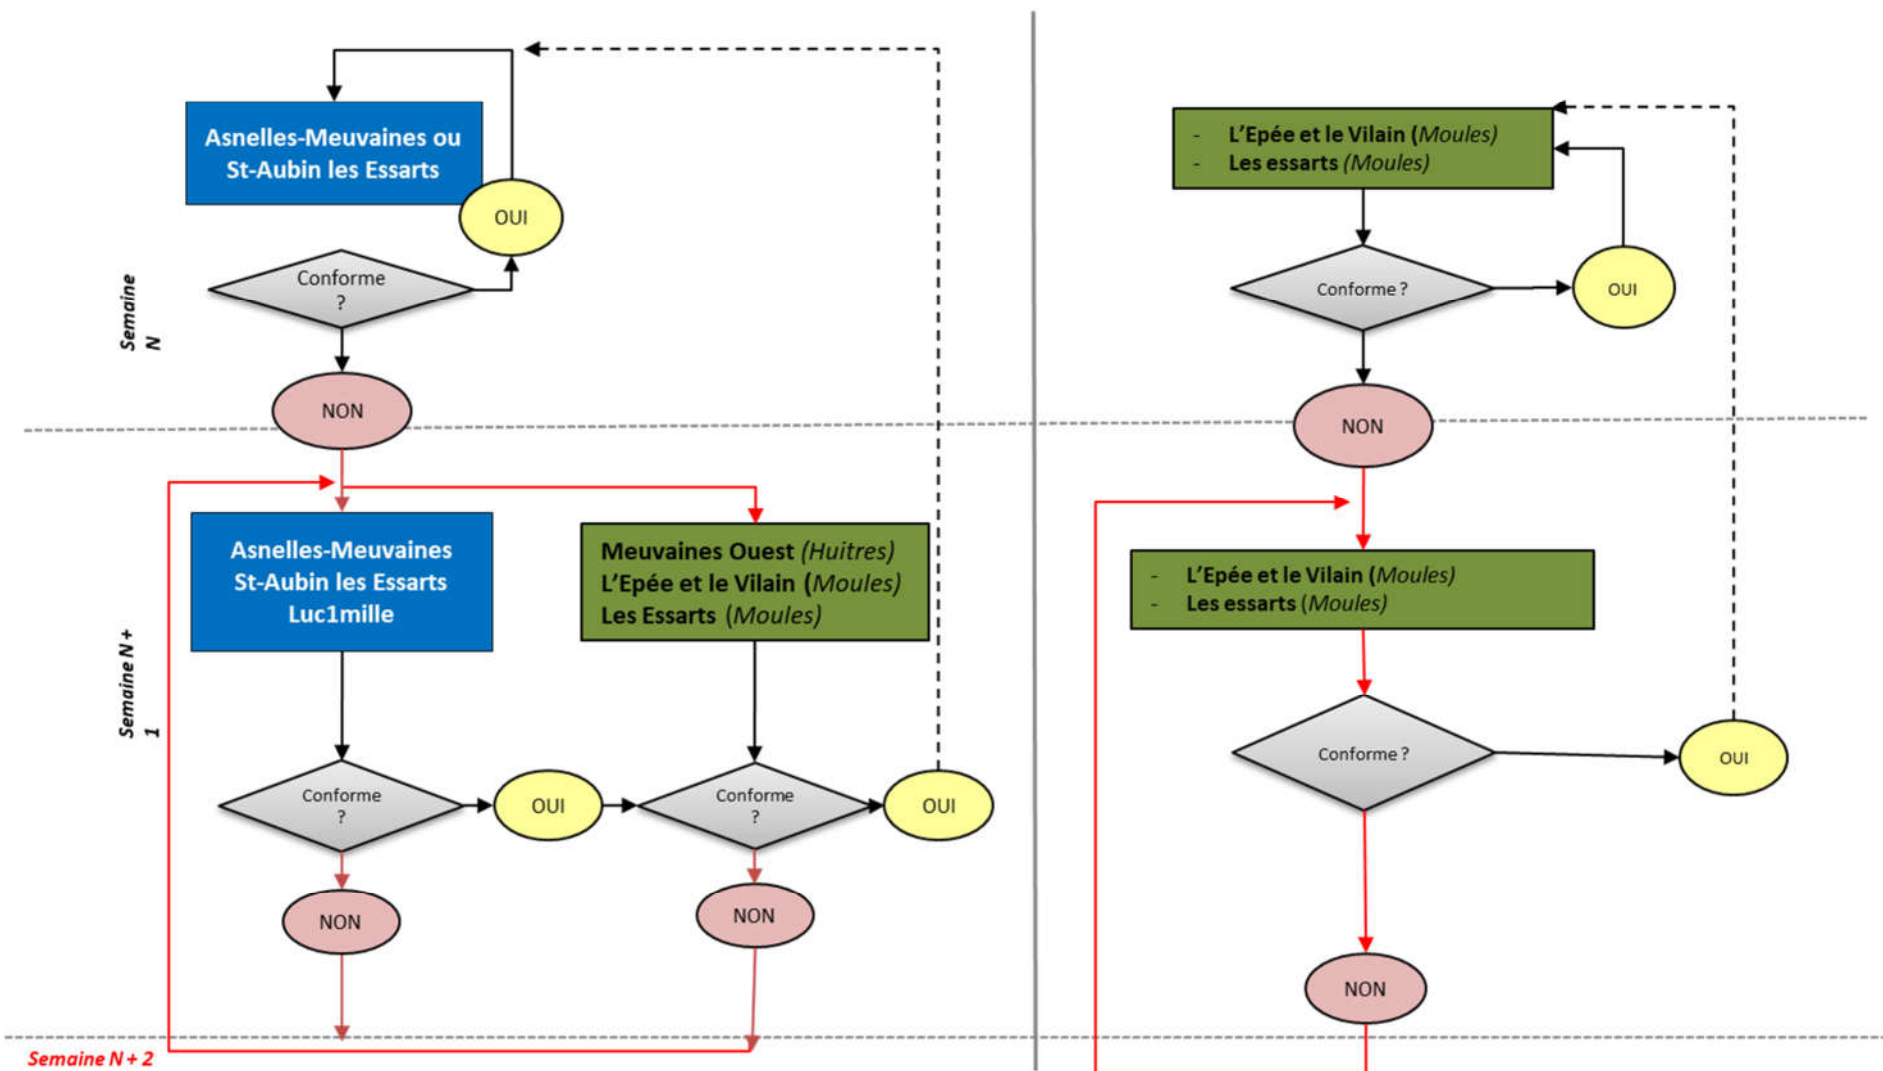 Asnelles-Meuvaines ou
St-Aubin les Essarts
OUI
Conforme
?
Semaine
N
NON
Asnelles-Meuvaines
St-Aubin les Essarts
Luc1mille
Meuvaines Ouest (Huitres)
L'Epée et le Vilain (Moules)
Les Essarts (Moules)
Semaine N +
1
Conforme
?
OUI
Conforme
?
OUI
NON
NON
Semaine N + 2
- L'Epée et le Vilain (Moules)
- Les essarts (Moules)
Conforme ?
OUI
NON
- L'Epée et le Vilain (Moules)
- Les essarts (Moules)
Conforme ?
OUI
NON